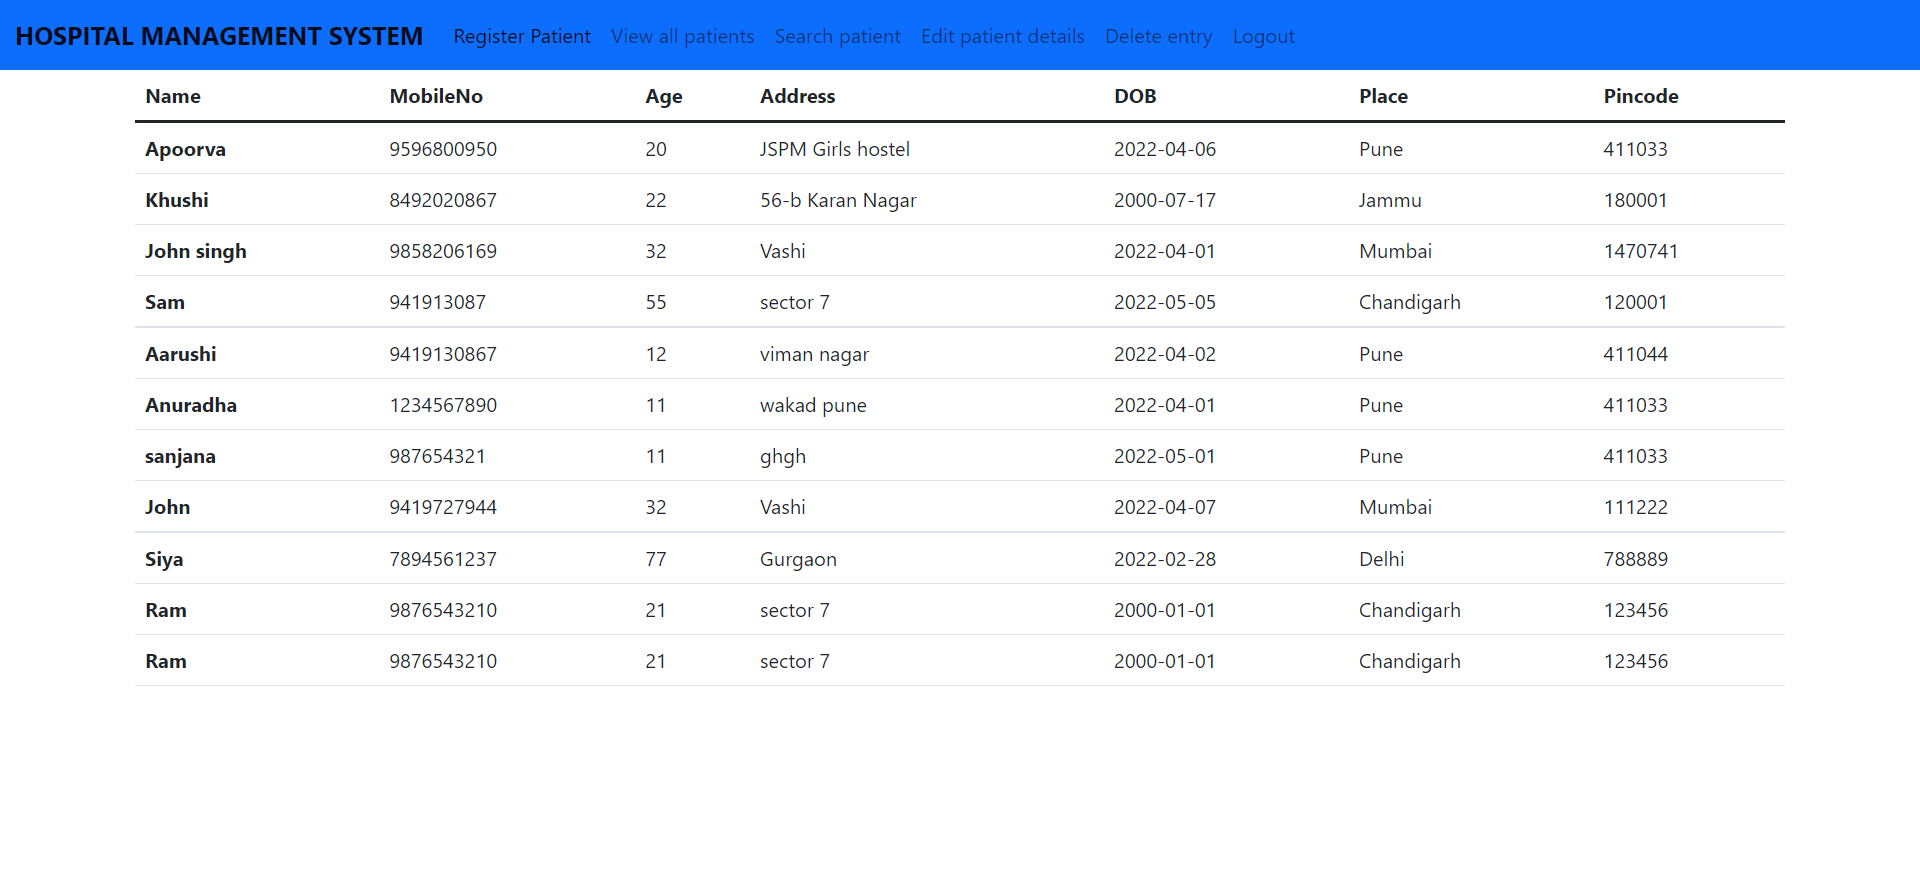 HOSPITAL MANAGEMENT SYSTEM Register Patient View all patients Search patient Edit patient details Delete entry Logout
Name MobileNo Age Address DOB Place Pincode
Apoorva 9596800950 20 JSPM Girls hostel 2022-04-06 Pune 411033
Khushi 8492020867 22 56-b Karan Nagar 2000-07-17 Jammu 180001
John singh 9858206169 32 Vashi 2022-04-01 Mumbai 1470741
Sam 941913087 55 sector 7 2022-05-05 Chandigarh 120001
Aarushi 9419130867 12 viman nagar 2022-04-02 Pune 411044
Anuradha 1234567890 11 wakad pune 2022-04-01 Pune 411033
sanjana 987654321 11 ghgh 2022-05-01 Pune 411033
John 9419727944 32 Vashi 2022-04-07 Mumbai 111222
Siya 7894561237 77 Gurgaon 2022-02-28 Delhi 788889
Ram 9876543210 21 sector 7 2000-01-01 Chandigarh 123456
Ram 9876543210 21 sector 7 2000-01-01 Chandigarh 123456